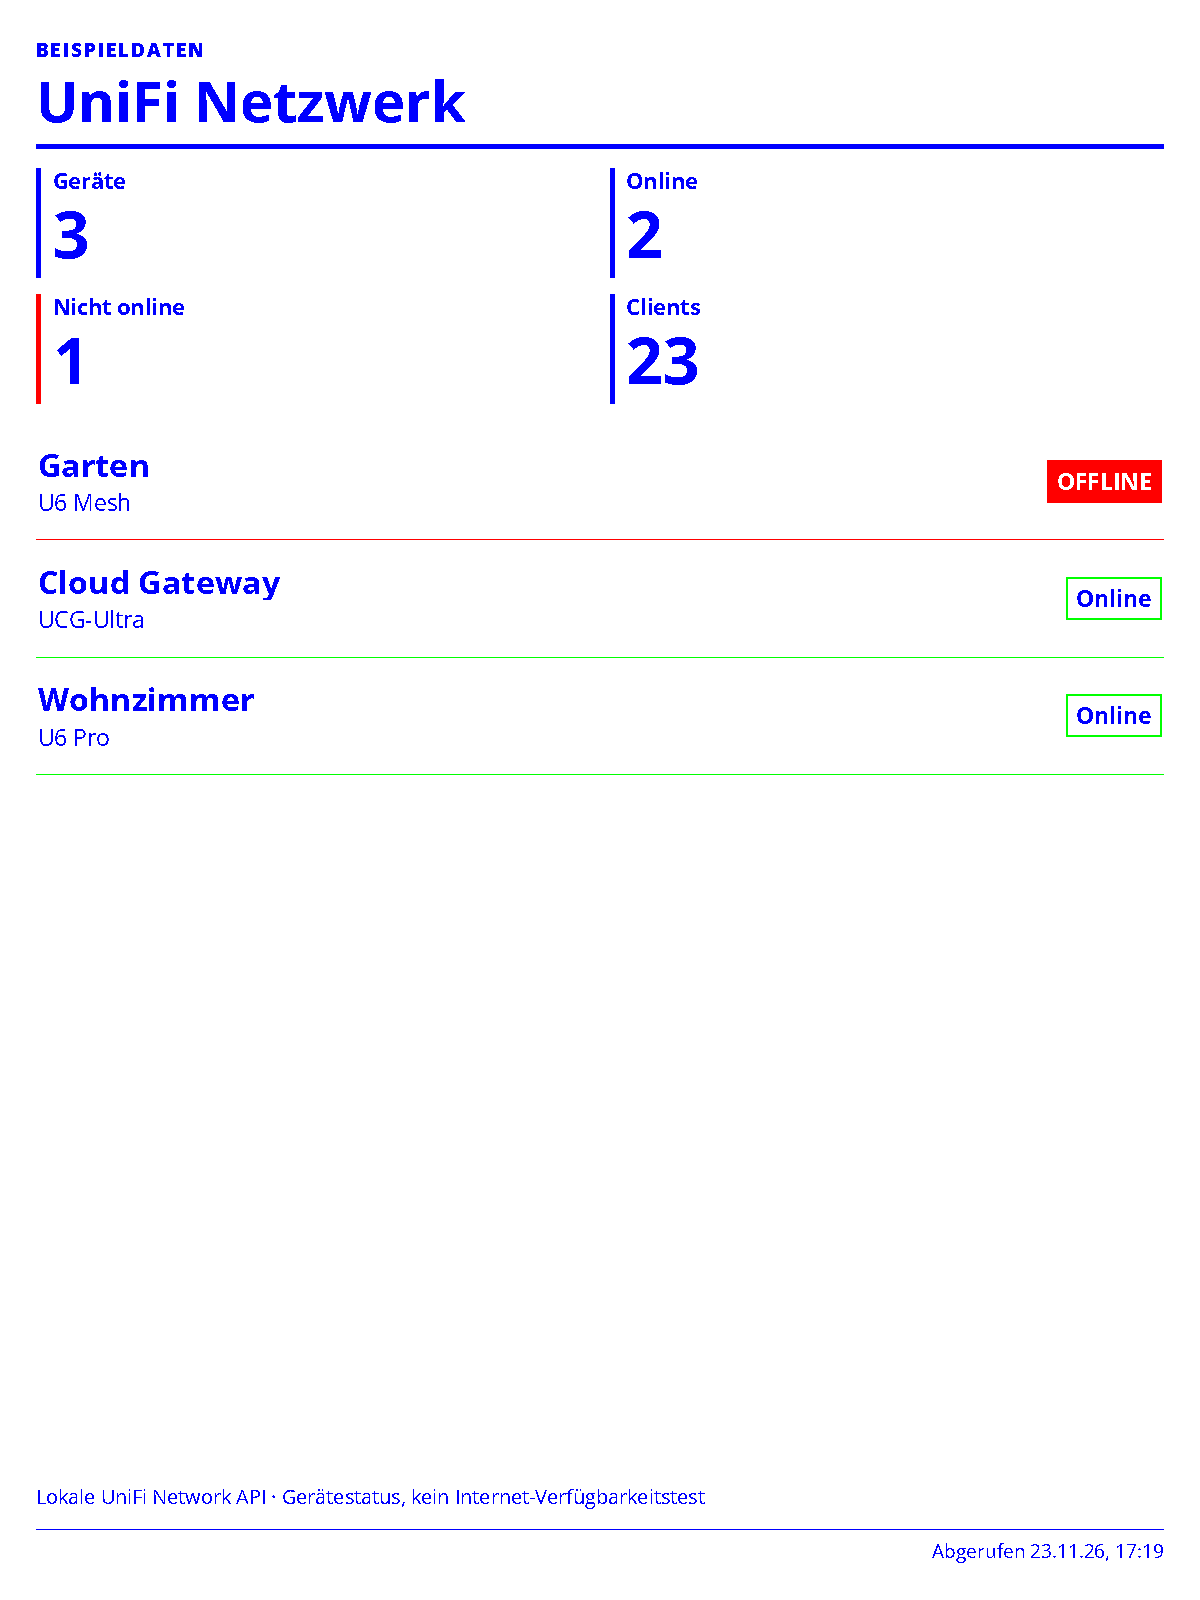 BEISPIELDATEN
UniFi Netzwerk
Geräte
3
Online
2
Nicht online
1
Clients
23
Garten
U6 Mesh
OFFLINE
Cloud Gateway
UCG-Ultra
Online
Wohnzimmer
U6 Pro
Online
Lokale UniFi Network API · Gerätestatus, kein Internet-Verfügbarkeitstest
Abgerufen 23.11.26, 17:19